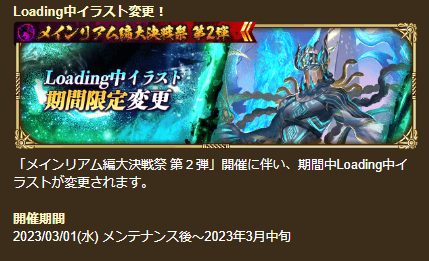 Loading中イラスト変更!
メインリアム編大決戦祭 第2弾
Loading中イラスト
期間限定変更
「メインリアム編大決戦祭 第２弾」開催に伴い、期間中Loading中イ
ラストが変更されます。
開催期間
2023/03/01(水) メンテナンス後～2023年3月中旬